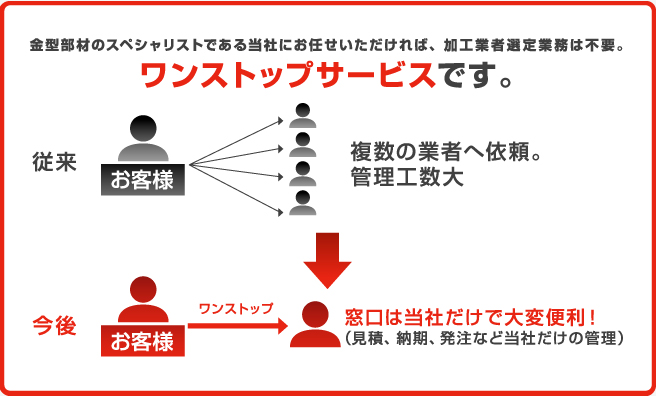 金型部材のスペシャリストである当社にお任せいただければ、加工業者選定業務は不要。
ワンストップサービスです。
従来
お客様
複数の業者へ依頼。
管理工数大
今後
お客様
ワンストップ
窓口は当社だけで大変便利！
（見積、納期、発注など当社だけの管理）